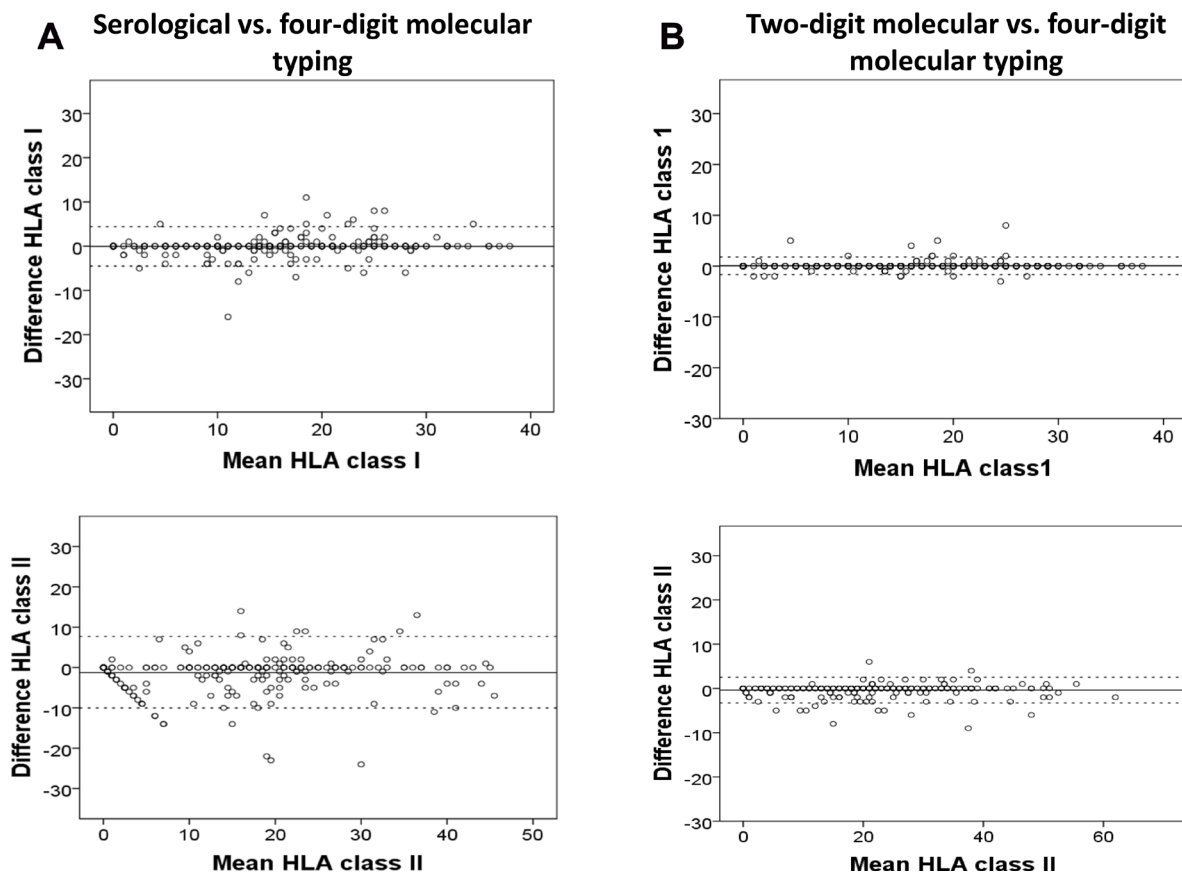 A
Serological vs. four-digit molecular
typing
Difference HLA class I
30
20
10
0
-10
-20
-30
0 10 20 30 40
Mean HLA class I
B
Two-digit molecular vs. four-digit
molecular typing
Difference HLA class 1
30
20
10
0
-10
-20
-30
0 10 20 30 40
Mean HLA class1
Difference HLA class II
30
20
10
0
-10
-20
-30
0 10 20 30 40 50
Mean HLA class II
Difference HLA class II
30
20
10
0
-10
-20
-30
0 20 40 60
Mean HLA class II